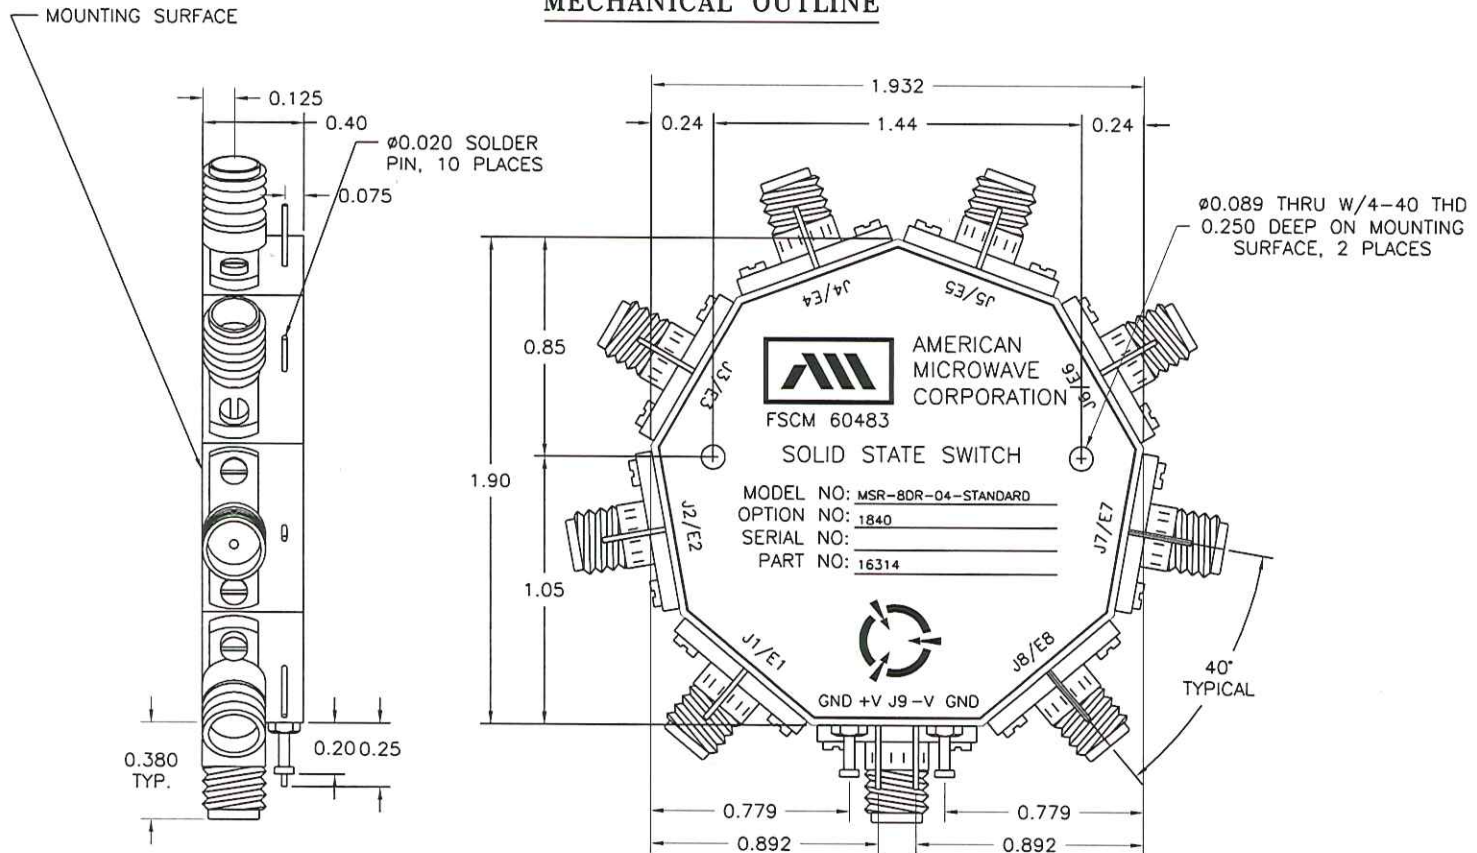 MECHANICAL OUTLINE
MOUNTING SURFACE
0.125
0.40
ø0.020 SOLDER
PIN, 10 PLACES
0.075
1.932
0.24
1.44
0.24
ø0.089 THRU W/4-40 THD
0.250 DEEP ON MOUNTING
SURFACE, 2 PLACES
J4/E4
J5/E5
J3/E3
J6/E6
0.85
AMERICAN
MICROWAVE
CORPORATION
FSCM 60483
SOLID STATE SWITCH
1.90
MODEL NO: MSR-8DR-04-STANDARD
OPTION NO: 1840
SERIAL NO:
PART NO: 16314
J2/E2
J7/E7
1.05
J1/E1
J8/E8
40°
TYPICAL
GND +V J9 -V GND
0.380
TYP.
0.20
0.25
0.779
0.779
0.892
0.892